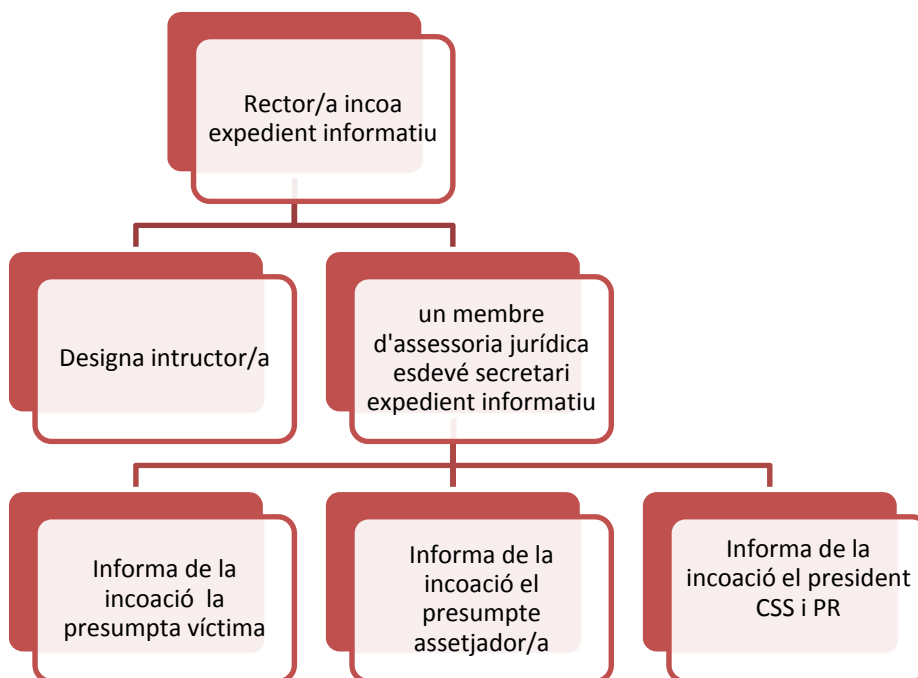 Rector/a incoa
expedient informatiu
Designa intructor/a
un membre
d'assessoria jurídica
esdevé secretari
expedient informatiu
Informa de la
incoació la
presumpta víctima
Informa de la
incoació el
presumpte
assetjador/a
Informa de la
incoació el president
CSS i PR